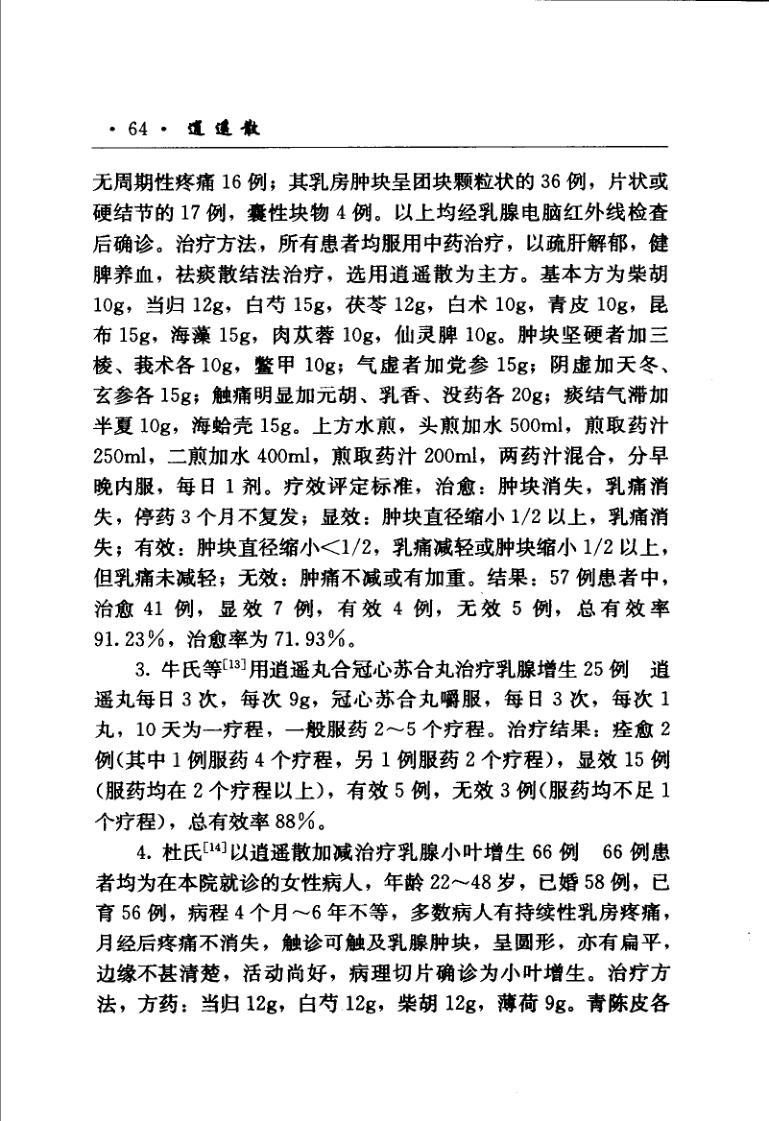 · 64 · 逍遥散
无周期性疼痛 16 例；其乳房肿块呈团块颗粒状的 36 例，片状或
硬结节的 17 例，囊性块物 4 例。以上均经乳腺电脑红外线检查
后确诊。治疗方法，所有患者均服用中药治疗，以疏肝解郁，健
脾养血，祛痰散结法治疗，选用逍遥散为主方。基本方为柴胡
10g，当归 12g，白芍 15g，茯苓 12g，白术 10g，青皮 10g，昆
布 15g，海藻 15g，肉苁蓉 10g，仙灵脾 10g。肿块坚硬者加三
棱、莪术各 10g，鳖甲 10g；气虚者加党参 15g；阴虚加天冬、
玄参各 15g；触痛明显加元胡、乳香、没药各 20g；痰结气滞加
半夏 10g，海蛤壳 15g。上方水煎，头煎加水 500ml，煎取药汁
250ml，二煎加水 400ml，煎取药汁 200ml，两药汁混合，分早
晚内服，每日 1 剂。疗效评定标准，治愈：肿块消失，乳痛消
失，停药 3 个月不复发；显效：肿块直径缩小 1/2 以上，乳痛消
失；有效：肿块直径缩小＜1/2，乳痛减轻或肿块缩小 1/2 以上，
但乳痛未减轻；无效：肿痛不减或有加重。结果：57 例患者中，
治愈 41 例，显效 7 例，有效 4 例，无效 5 例，总有效率
91.23%，治愈率为 71.93%。
3. 牛氏等[13]用逍遥丸合冠心苏合丸治疗乳腺增生 25 例　逍
遥丸每日 3 次，每次 9g，冠心苏合丸嚼服，每日 3 次，每次 1
丸，10 天为一疗程，一般服药 2～5 个疗程。治疗结果：痊愈 2
例(其中 1 例服药 4 个疗程，另 1 例服药 2 个疗程)，显效 15 例
(服药均在 2 个疗程以上)，有效 5 例，无效 3 例(服药均不足 1
个疗程)，总有效率 88%。
4. 杜氏[14]以逍遥散加减治疗乳腺小叶增生 66 例　66 例患
者均为在本院就诊的女性病人，年龄 22～48 岁，已婚 58 例，已
育 56 例，病程 4 个月～6 年不等，多数病人有持续性乳房疼痛，
月经后疼痛不消失，触诊可触及乳腺肿块，呈圆形，亦有扁平，
边缘不甚清楚，活动尚好，病理切片确诊为小叶增生。治疗方
法，方药：当归 12g，白芍 12g，柴胡 12g，薄荷 9g。青陈皮各